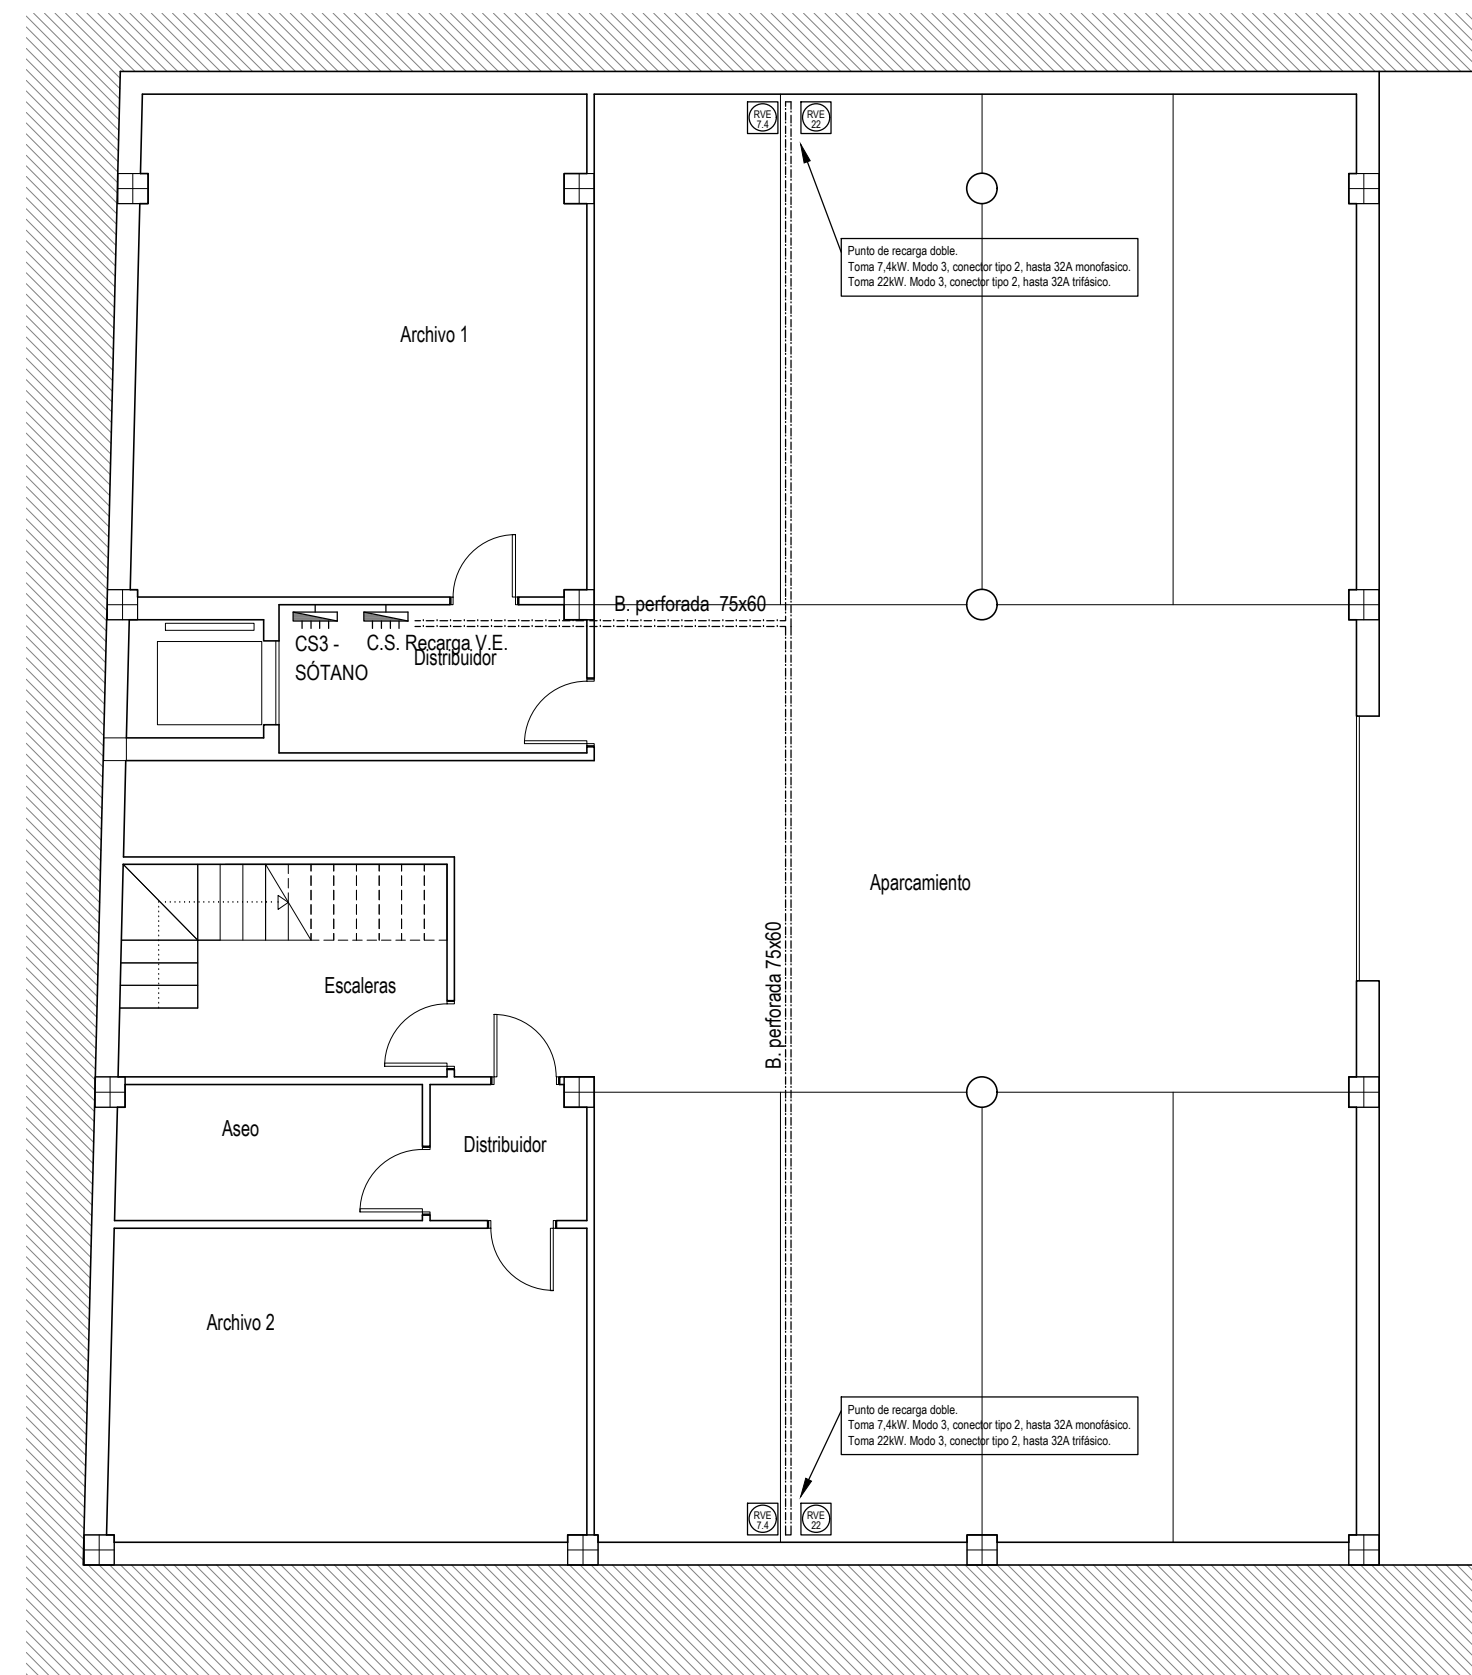 RVE
7.4
RVE
22
Punto de recarga doble.
Toma 7,4kW. Modo 3, conector tipo 2, hasta 32A monofasico.
Toma 22kW. Modo 3, conector tipo 2, hasta 32A trifásico.
Archivo 1
B. perforada 75x60
CS3 -
SÓTANO
C.S. Recarga V.E.
Distribuidor
Aparcamiento
B. perforada 75x60
Escaleras
Aseo
Distribuidor
Archivo 2
Punto de recarga doble.
Toma 7,4kW. Modo 3, conector tipo 2, hasta 32A monofásico.
Toma 22kW. Modo 3, conector tipo 2, hasta 32A trifásico.
RVE
7.4
RVE
22